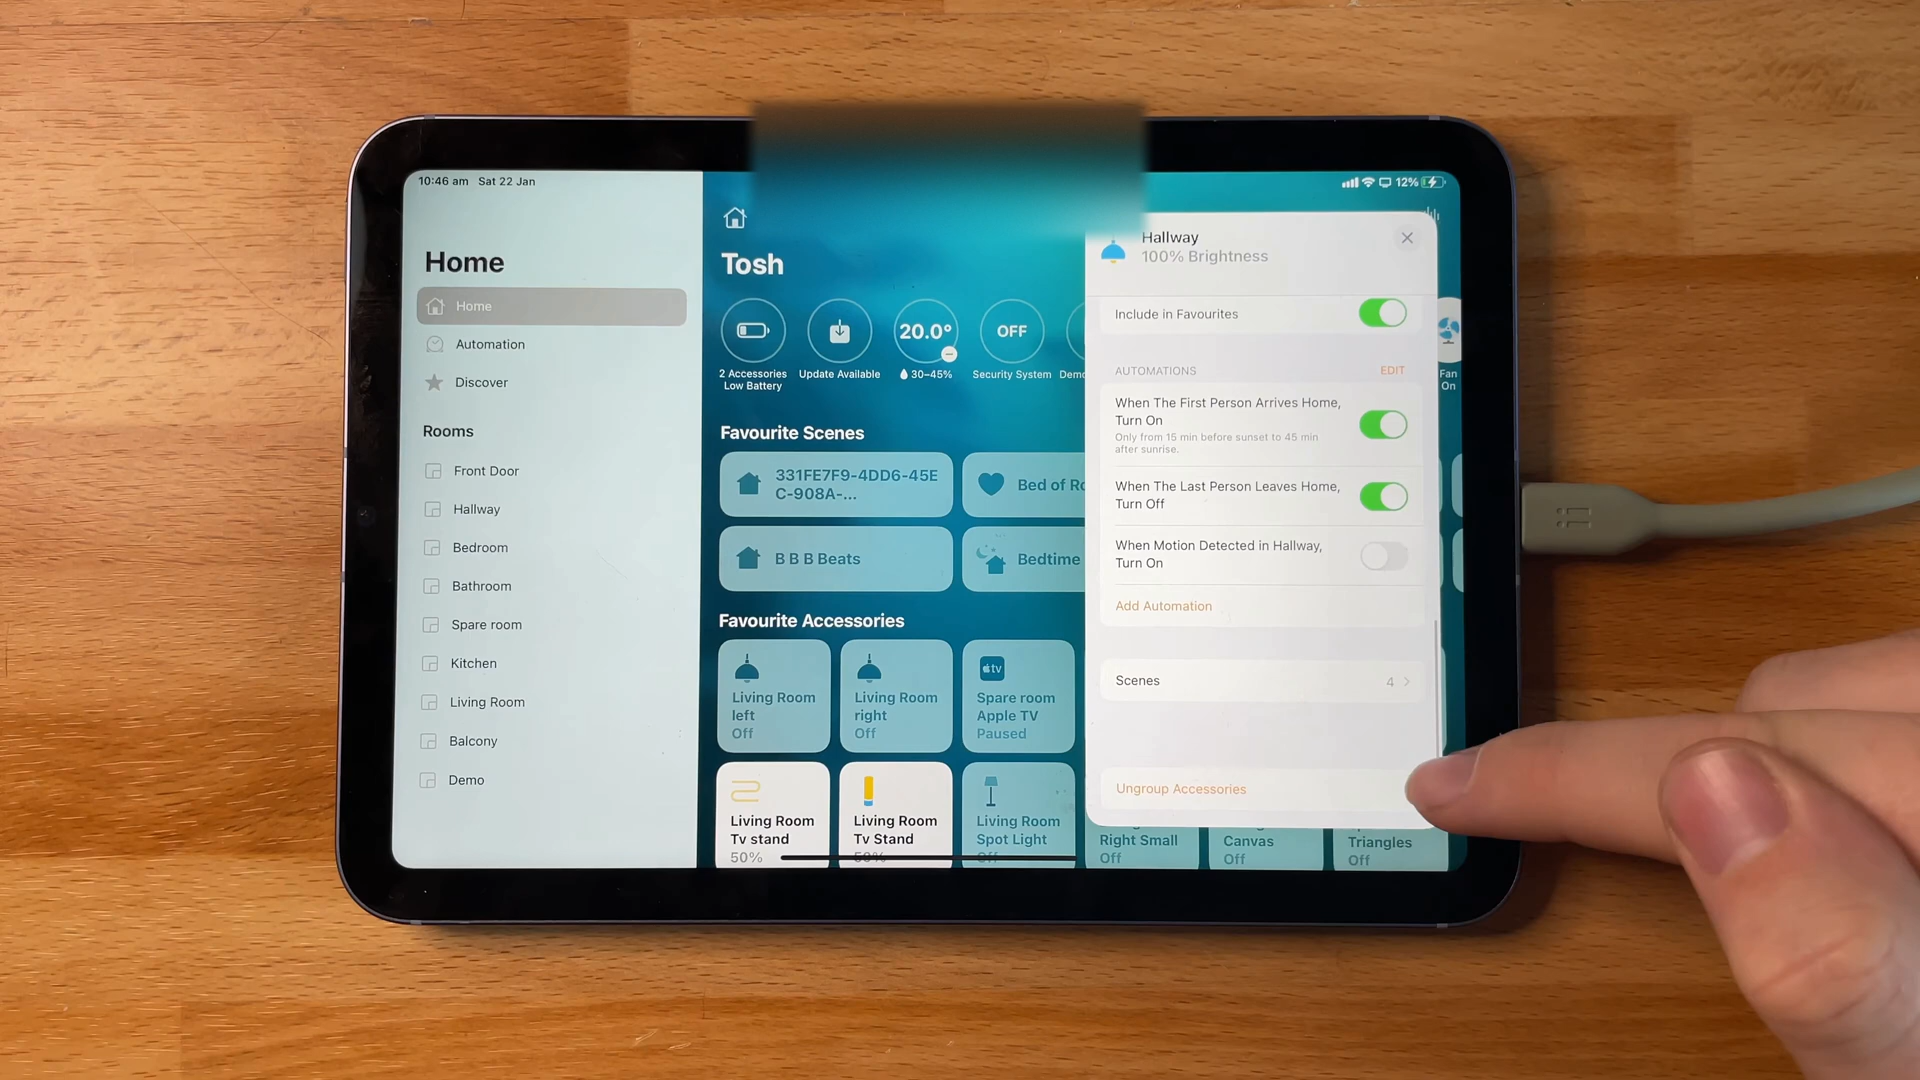 10:46 am Sat 22 Jan
12%
Home
Home
Automation
Discover
Rooms
Front Door
Hallway
Bedroom
Bathroom
Spare room
Kitchen
Living Room
Balcony
Demo
Tosh
20.0°
OFF
2 Accessories
Low Battery
Update Available
30–45%
Security System
Fan
On
Favourite Scenes
331FE7F9-4DD6-45E
C-908A-...
Bed of
B B B Beats
Bedtime
Favourite Accessories
Living Room
left
Off
Living Room
right
Off
tv
Spare room
Apple TV
Paused
Living Room
Tv stand
50%
Living Room
Tv Stand
50%
Living Room
Spot Light
Off
Right Small
Off
Canvas
Off
Triangles
Off
Hallway
100% Brightness
Include in Favourites
AUTOMATIONS
EDIT
When The First Person Arrives Home,
Turn On
Only from 15 min before sunset to 45 min
after sunrise.
When The Last Person Leaves Home,
Turn Off
When Motion Detected in Hallway,
Turn On
Add Automation
Scenes
4
Ungroup Accessories